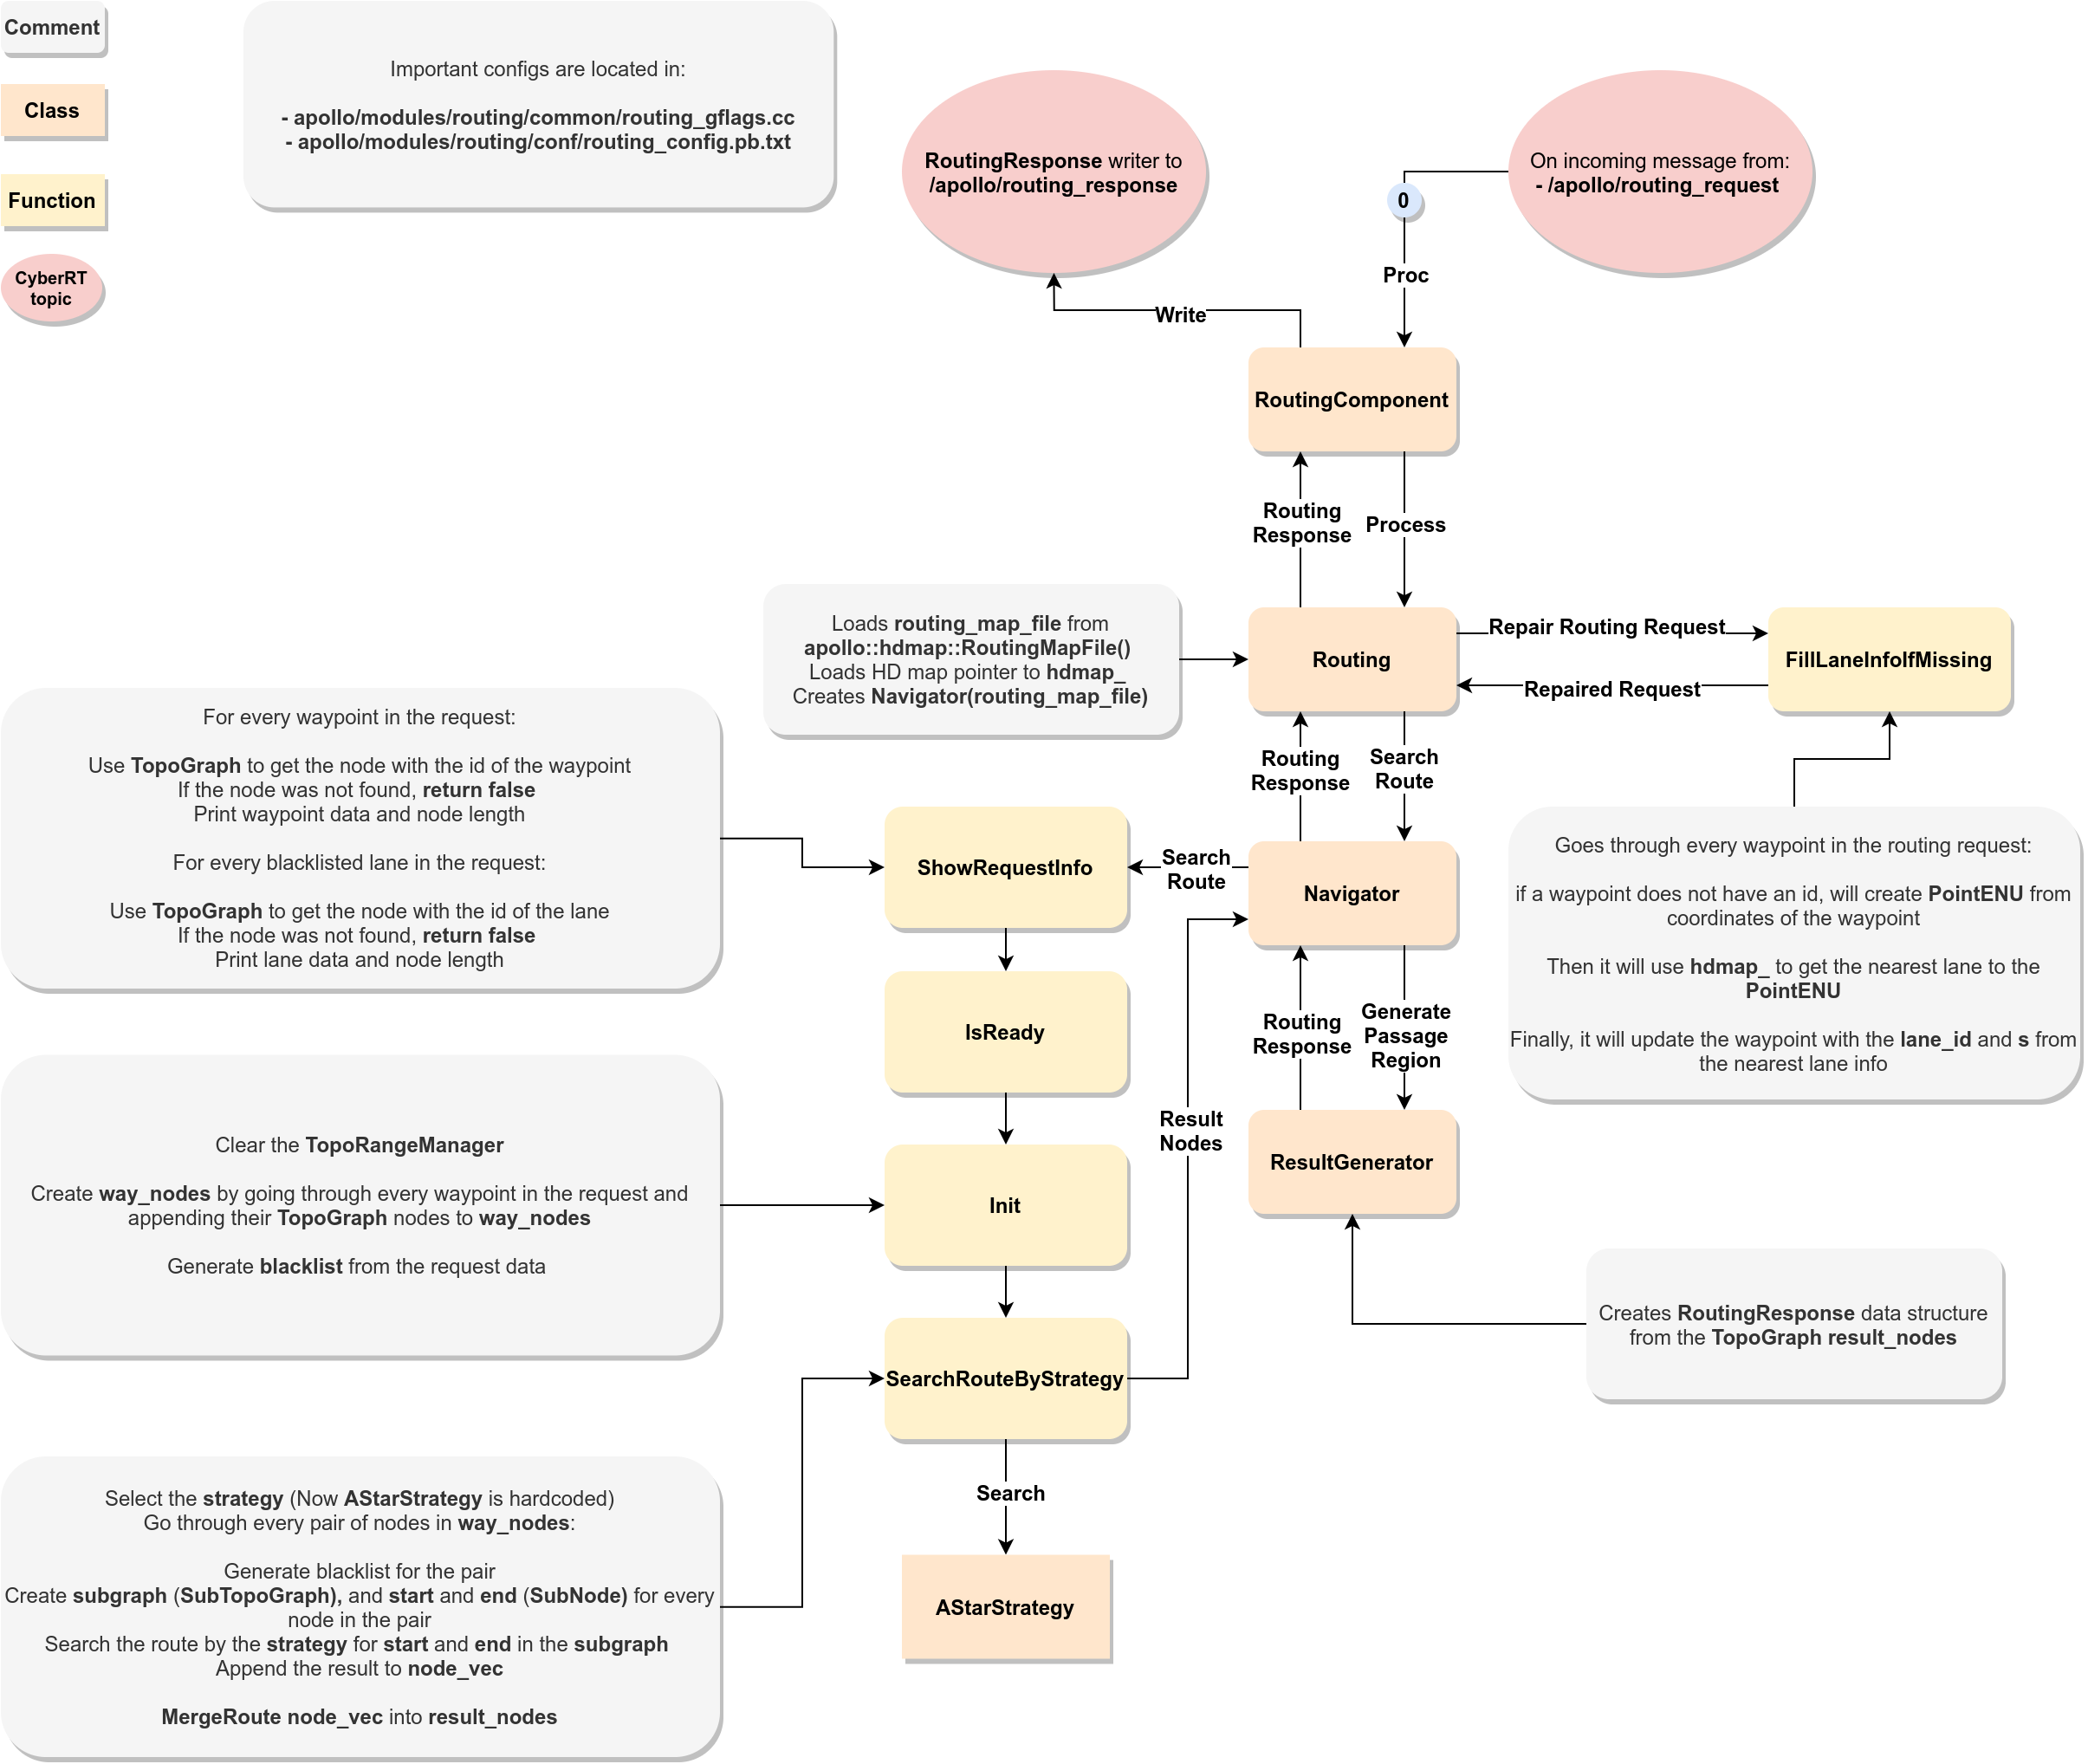 Comment
Class
Function
CyberRT
topic
Important configs are located in:
- apollo/modules/routing/common/routing_gflags.cc
- apollo/modules/routing/conf/routing_config.pb.txt
RoutingResponse writer to
/apollo/routing_response
On incoming message from:
- /apollo/routing_request
0
Proc
Write
RoutingComponent
Routing
Response
Process
Loads routing_map_file from
apollo::hdmap::RoutingMapFile()
Loads HD map pointer to hdmap_
Creates Navigator(routing_map_file)
Routing
Repair Routing Request
Repaired Request
FillLaneInfoIfMissing
Routing
Response
Search
Route
For every waypoint in the request:
Use TopoGraph to get the node with the id of the waypoint
If the node was not found, return false
Print waypoint data and node length
For every blacklisted lane in the request:
Use TopoGraph to get the node with the id of the lane
If the node was not found, return false
Print lane data and node length
ShowRequestInfo
Search
Route
Navigator
Goes through every waypoint in the routing request:
if a waypoint does not have an id, will create PointENU from
coordinates of the waypoint
Then it will use hdmap_ to get the nearest lane to the
PointENU
Finally, it will update the waypoint with the lane_id and s from
the nearest lane info
IsReady
Routing
Response
Generate
Passage
Region
Clear the TopoRangeManager
Create way_nodes by going through every waypoint in the request and
appending their TopoGraph nodes to way_nodes
Generate blacklist from the request data
Init
Result
Nodes
ResultGenerator
Creates RoutingResponse data structure
from the TopoGraph result_nodes
SearchRouteByStrategy
Search
Select the strategy (Now AStarStrategy is hardcoded)
Go through every pair of nodes in way_nodes:
Generate blacklist for the pair
Create subgraph (SubTopoGraph), and start and end (SubNode) for every
node in the pair
Search the route by the strategy for start and end in the subgraph
Append the result to node_vec
MergeRoute node_vec into result_nodes
AStarStrategy